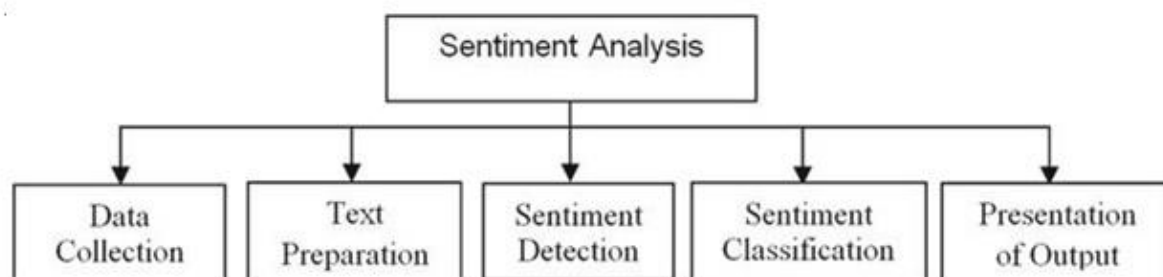 Sentiment Analysis
Data
Collection
Text
Preparation
Sentiment
Detection
Sentiment
Classification
Presentation
of Output